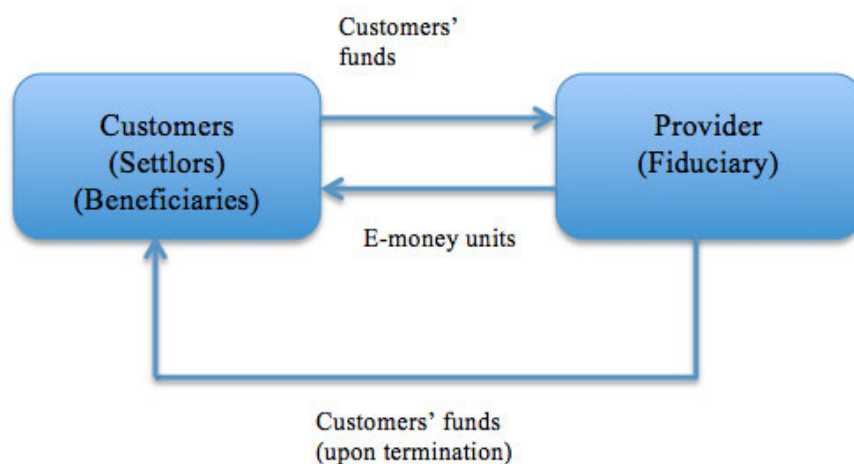 Customers’
funds
Customers
(Settlors)
(Beneficiaries)
Provider
(Fiduciary)
E-money units
Customers’ funds
(upon termination)